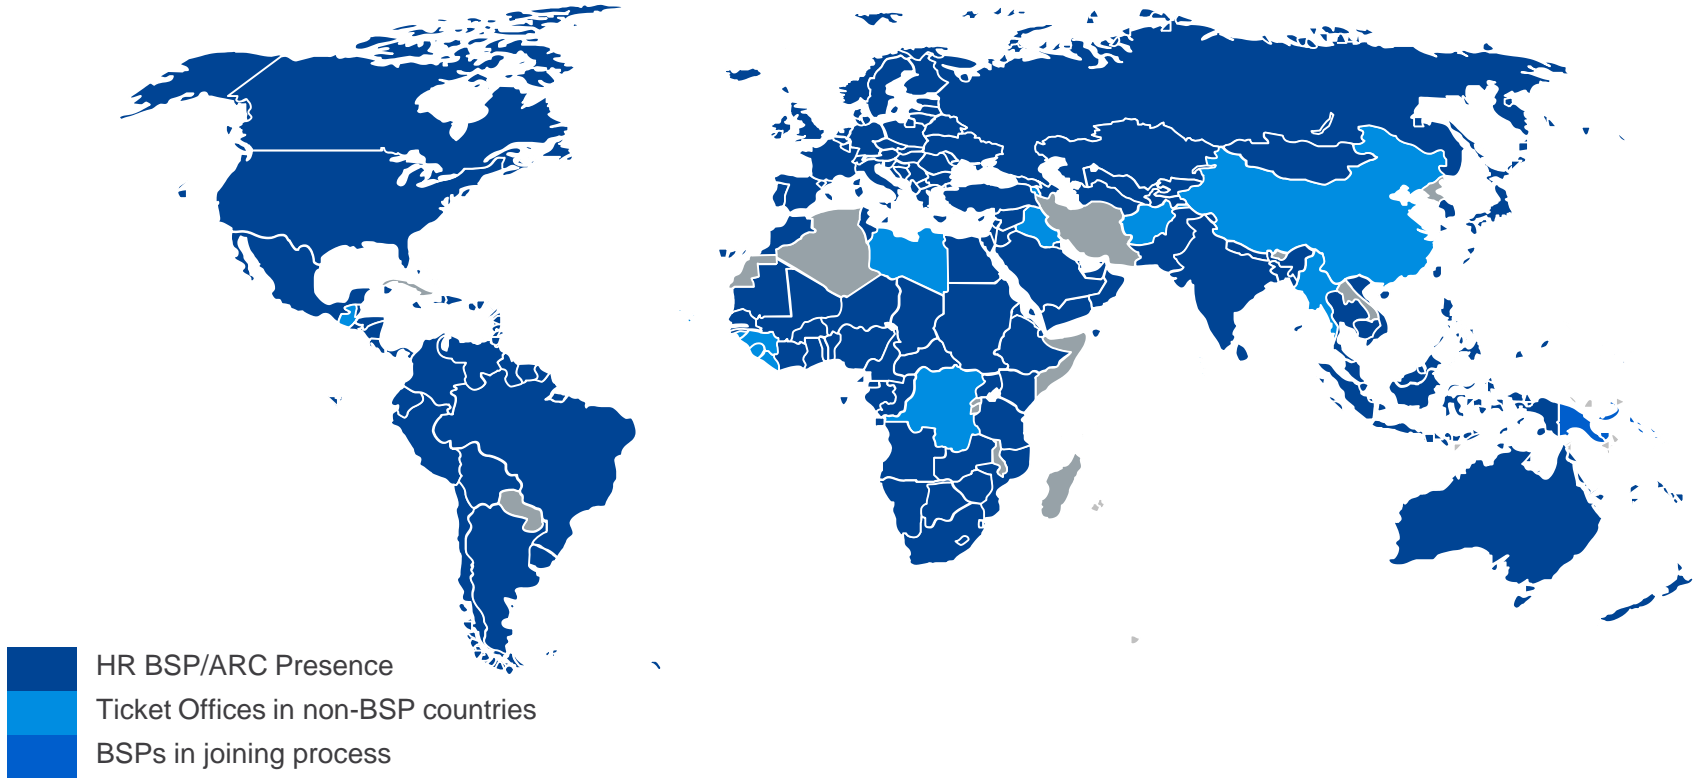 HR BSP/ARC Presence
Ticket Offices in non-BSP countries
BSPs in joining process